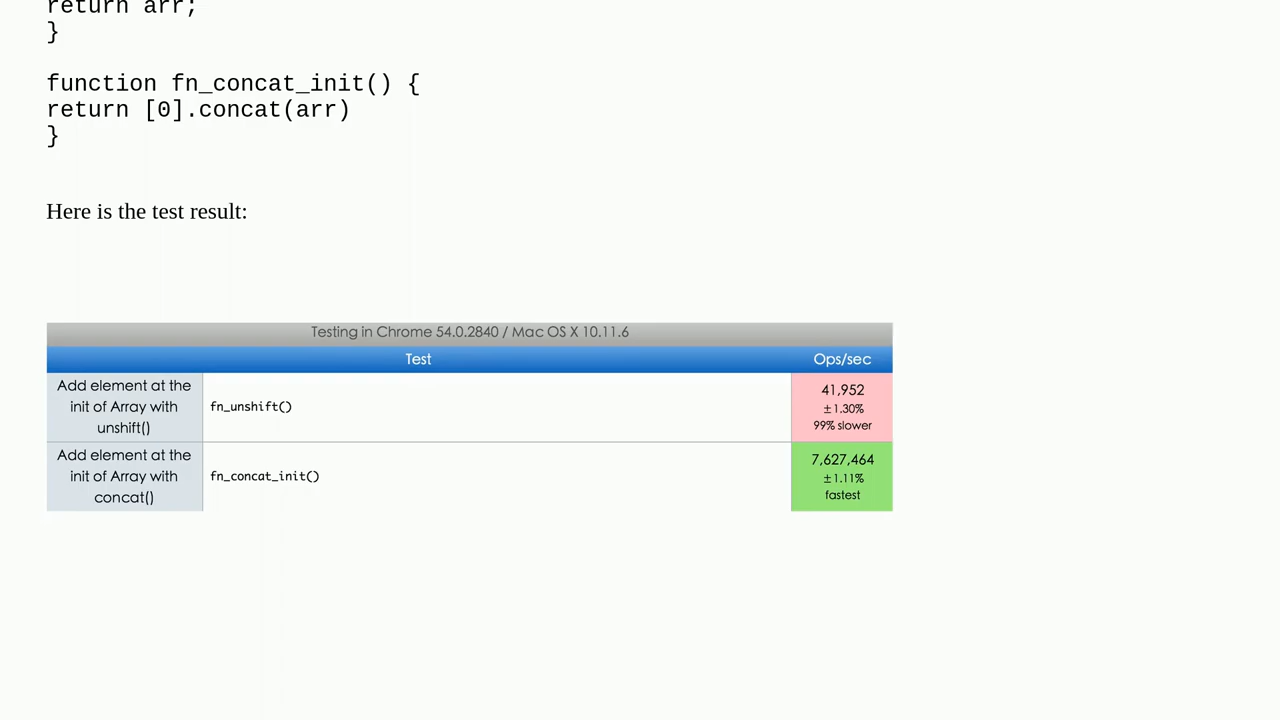 return arr;
}
function fn_concat_init() {
return [0].concat(arr)
}
Here is the test result:
Testing in Chrome 54.0.2840 / Mac OS X 10.11.6
Test Ops/sec
Add element at the
init of Array with
unshift()
fn_unshift()
41,952
±1.30%
99% slower
Add element at the
init of Array with
concat()
fn_concat_init()
7,627,464
±1.11%
fastest